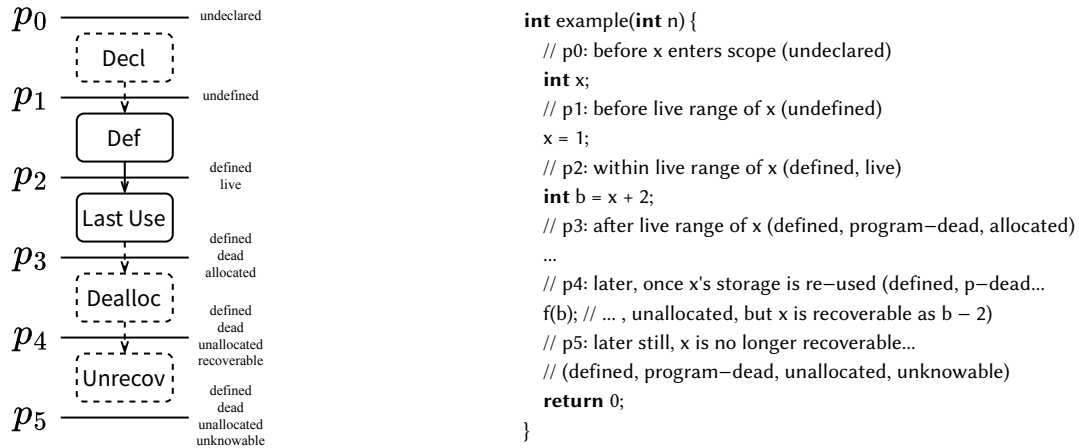 p0 undeclared
Decl
p1 undefined
Def
p2 defined
live
Last Use
p3 defined
dead
allocated
Dealloc
p4 defined
dead
unallocated
recoverable
Unrecov
p5 defined
dead
unallocated
unknowable
int example(int n) {
// p0: before x enters scope (undeclared)
int x;
// p1: before live range of x (undefined)
x = 1;
// p2: within live range of x (defined, live)
int b = x + 2;
// p3: after live range of x (defined, program−dead, allocated)
...
// p4: later, once x's storage is re−used (defined, p−dead...
f(b); // ... , unallocated, but x is recoverable as b − 2)
// p5: later still, x is no longer recoverable...
// (defined, program−dead, unallocated, unknowable)
return 0;
}